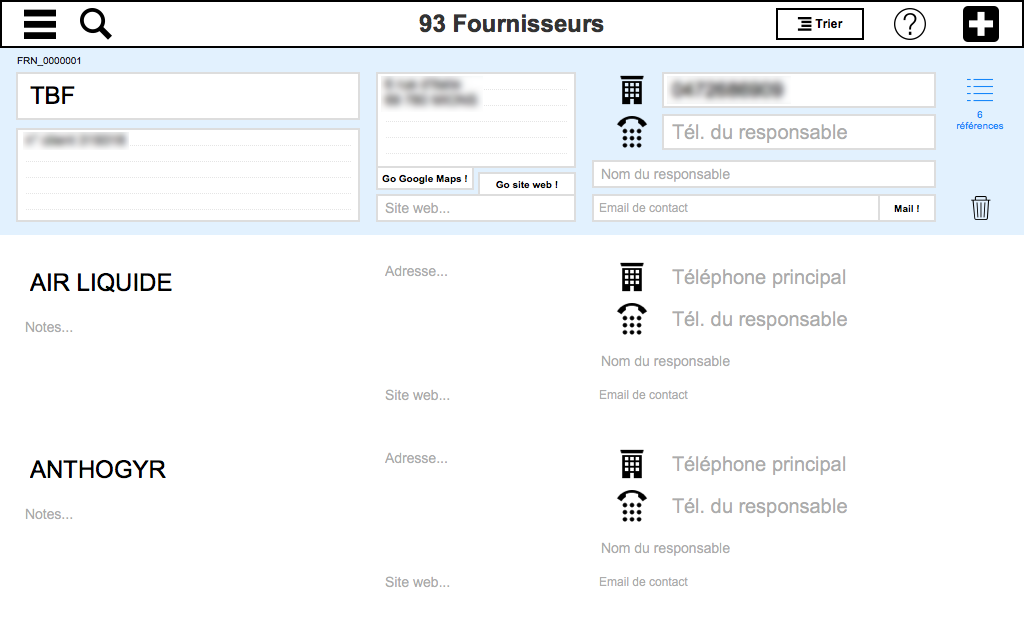 93 Fournisseurs
Trier
?
FRN_0000001
TBF
Go Google Maps !
Go site web !
Site web...
Tél. du responsable
Nom du responsable
Email de contact
Mail !
6
références
AIR LIQUIDE
Notes...
Adresse...
Site web...
Téléphone principal
Tél. du responsable
Nom du responsable
Email de contact
ANTHOGYR
Notes...
Adresse...
Site web...
Téléphone principal
Tél. du responsable
Nom du responsable
Email de contact